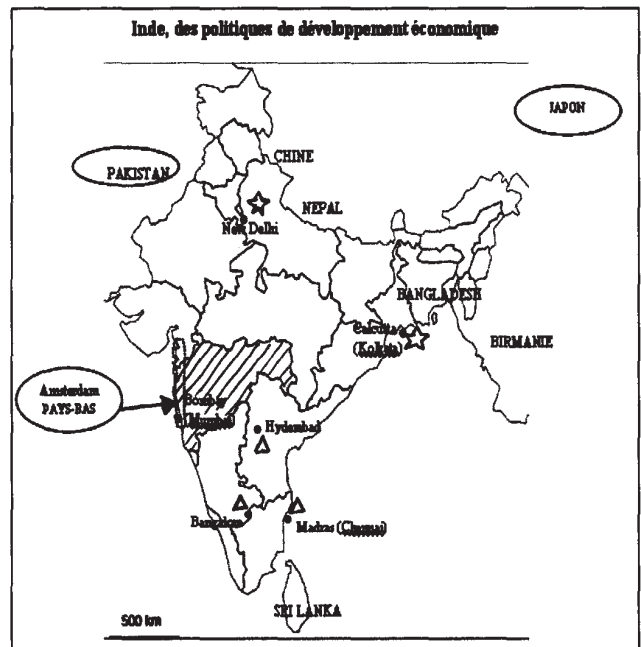 Inde, des politiques de développement économique
JAPON
CHINE
PAKISTAN
NEPAL
New Delhi
BANGLADESH
Calcutta
(Kolkata)
BIRMANIE
Amsterdam
PAYS-BAS
Bombay
(Mumbai)
Hyderabad
Bangalore
Madras (Chennai)
SRI LANKA
500 km